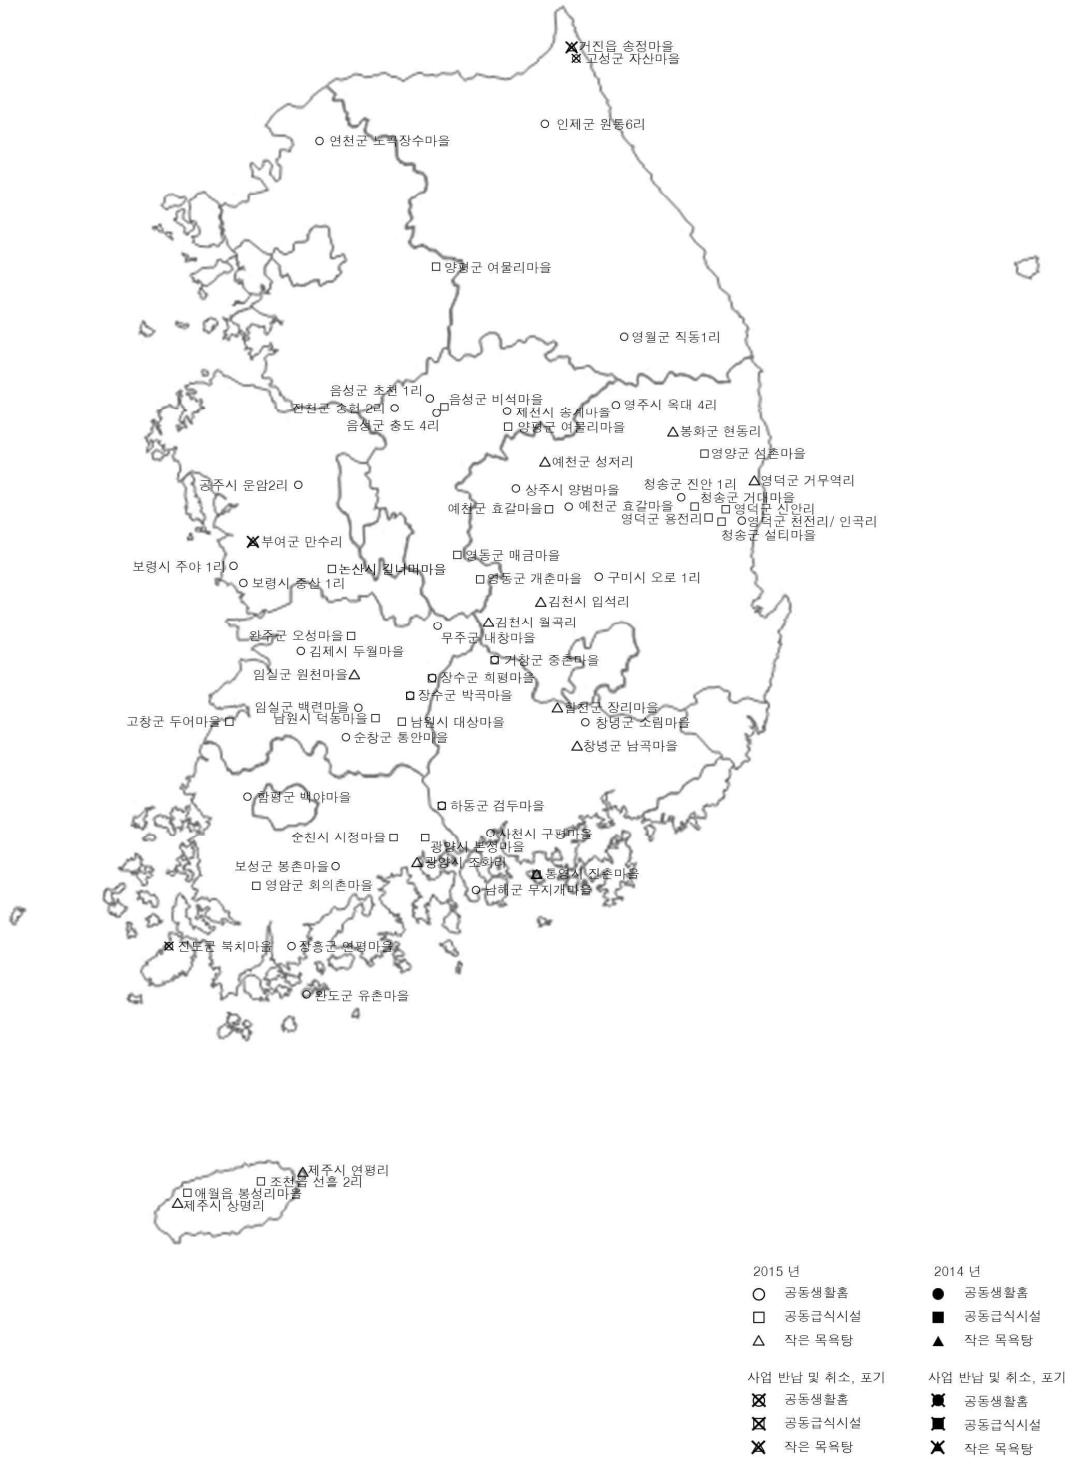 거진읍 송정마을
고성군 자산마을
인제군 원통6리
연천군 노곡장수마을
양평군 여물리마을
영월군 직동1리
음성군 초천 1리
음성군 비석마을
영주시 옥대 4리
진천군 중헌 2리
제천시 송계마을
음성군 충도 4리
양평군 여물리마을
봉화군 현동리
영양군 섬촌마을
예천군 성저리
청송군 진안 1리
영덕군 거무역리
공주시 운암2리
상주시 양범마을
청송군 거대마을
예천군 효갈마을
예천군 효갈마을
영덕군 신안리
영덕군 용전리
영덕군 천전리/ 인곡리
청송군 설티마을
부여군 만수리
영동군 매금마을
보령시 주야 1리
논산시 길너머마을
보령시 중산 1리
영동군 개춘마을
구미시 오로 1리
김천시 입석리
김천시 월곡리
완주군 오성마을
무주군 내창마을
김제시 두월마을
거창군 중촌마을
임실군 원천마을
장수군 희평마을
장수군 박곡마을
임실군 백련마을
합천군 장리마을
고창군 두어마을
남원시 덕동마을
남원시 대상마을
창녕군 소림마을
순창군 통안마을
창녕군 남곡마을
함평군 백야마을
하동군 검두마을
순천시 시정마을
사천시 구평마을
광양시 본정마을
보성군 봉촌마을
광양시 조화리
통영시 진촌마을
영암군 회의촌마을
남해군 무지개마을
진도군 북치마을
장흥군 연평마을
완도군 유촌마을
제주시 연평리
조천읍 선흘 2리
애월읍 봉성리마을
제주시 상명리
2015 년
2014 년
공동생활홈
공동생활홈
공동급식시설
공동급식시설
작은 목욕탕
작은 목욕탕
사업 반납 및 취소, 포기
사업 반납 및 취소, 포기
공동생활홈
공동생활홈
공동급식시설
공동급식시설
작은 목욕탕
작은 목욕탕